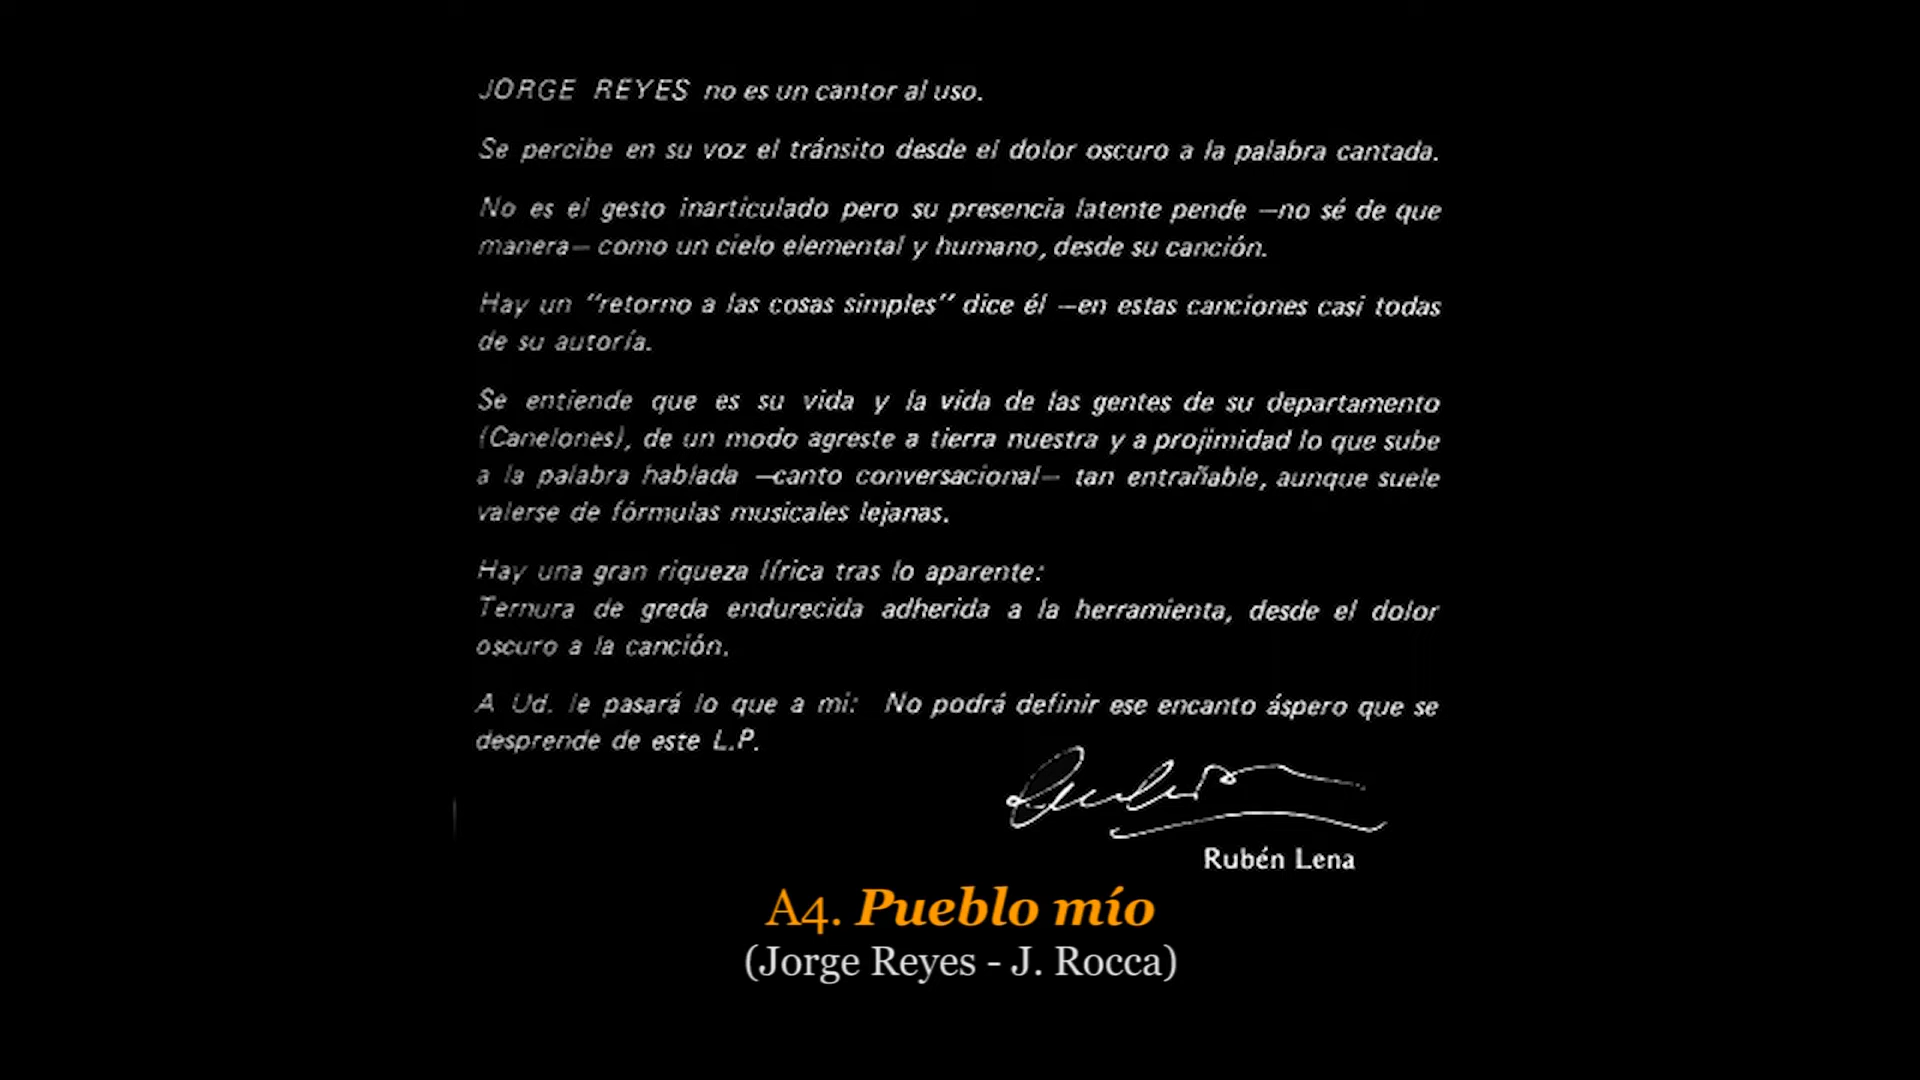 JORGE REYES no es un cantor al uso.
Se percibe en su voz el tránsito desde el dolor oscuro a la palabra cantada.
No es el gesto inarticulado pero su presencia latente pende —no sé de que
manera— como un cielo elemental y humano, desde su canción.
Hay un "retorno a las cosas simples" dice él —en estas canciones casi todas
de su autoría.
Se entiende que es su vida y la vida de las gentes de su departamento
(Canelones), de un modo agreste a tierra nuestra y a projimidad lo que sube
a la palabra hablada —canto conversacional— tan entrañable, aunque suele
valerse de fórmulas musicales lejanas.
Hay una gran riqueza lírica tras lo aparente:
Ternura de greda endurecida adherida a la herramienta, desde el dolor
oscuro a la canción.
A Ud. le pasará lo que a mi: No podrá definir ese encanto áspero que se
desprende de este L.P.
Rubén Lena
A4. Pueblo mío
(Jorge Reyes - J. Rocca)